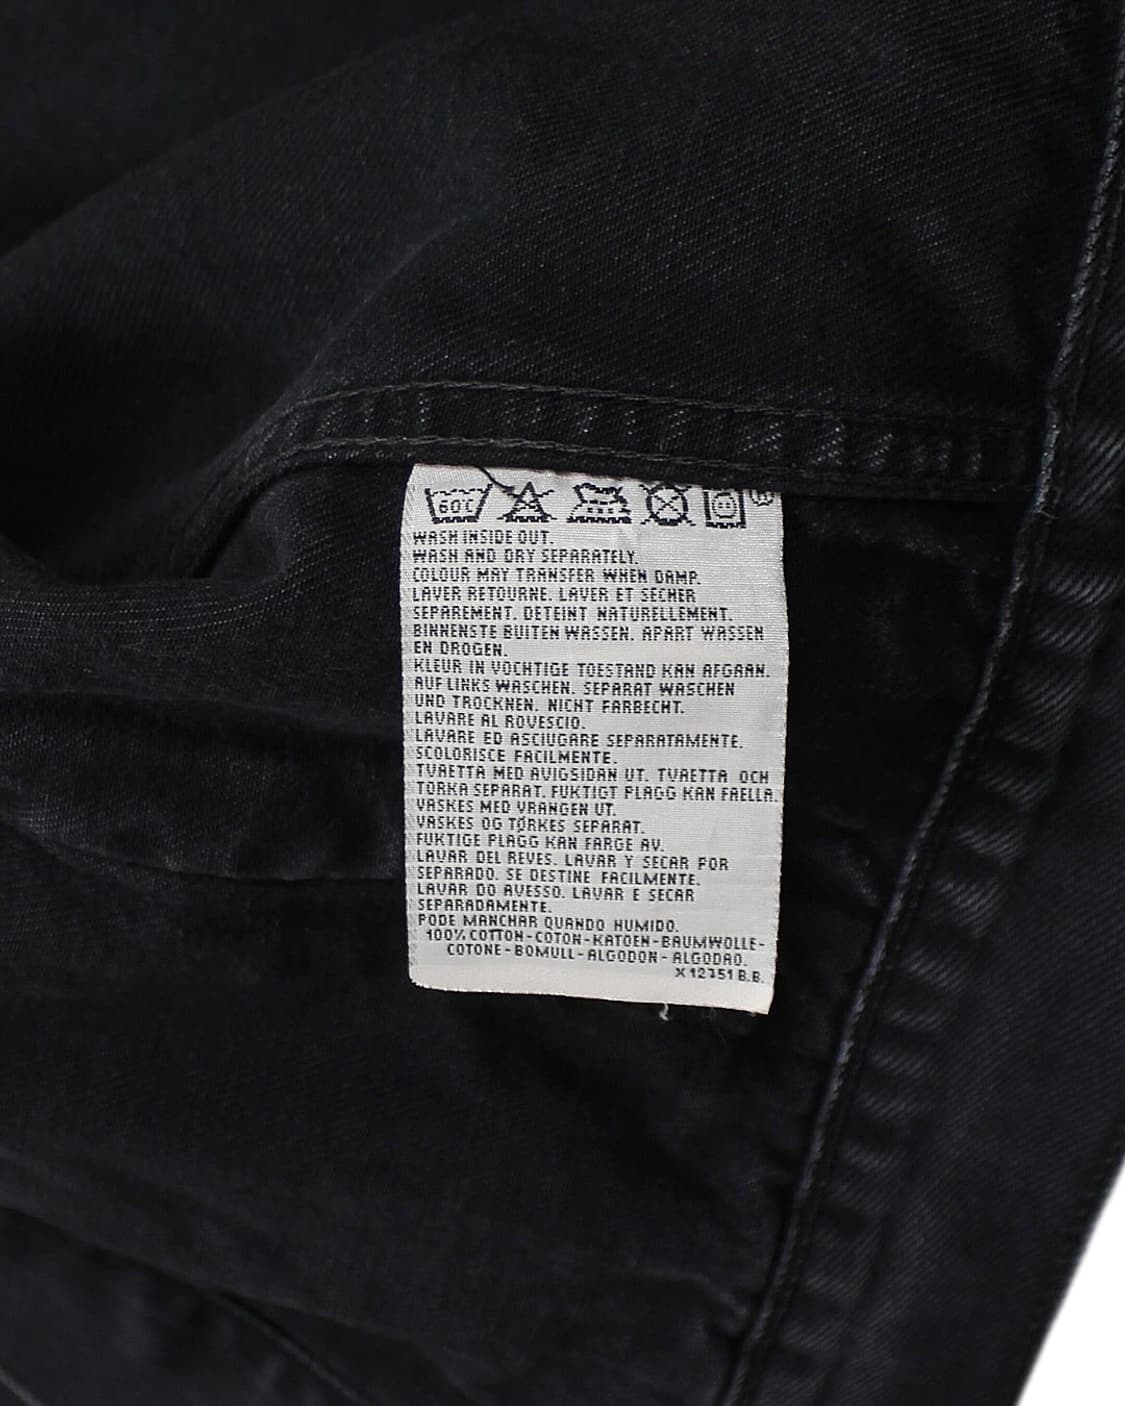 60°C
WASH INSIDE OUT.
WASH AND DRY SEPARATELY.
COLOUR MAY TRANSFER WHEN DAMP.
LAVER RETOURNE. LAVER ET SECHER
SEPAREMENT. DETEINT NATURELLEMENT.
BINNENSTE BUITEN WASSEN. APART WASSEN
EN DROGEN.
KLEUR IN VOCHTIGE TOESTAND KAN AFGAAN.
AUF LINKS WASCHEN. SEPARAT WASCHEN
UND TROCKNEN. NICHT FARBECHT.
LAVARE AL ROVESCIO.
LAVARE ED ASCIUGARE SEPARATAMENTE.
SCOLORISCE FACILMENTE.
TVAETTA MED AVIGSIDAN UT. TVAETTA OCH
TORKA SEPARAT. FUKTIGT PLAGG KAN FAELLA.
VASKES MED VRANGEN UT.
VASKES OG TØRKES SEPARAT.
FUKTIGE PLAGG KAN FARGE AV.
LAVAR DEL REVES. LAVAR Y SECAR POR
SEPARADO. SE DESTINE FACILMENTE.
LAVAR DO AVESSO. LAVAR E SECAR
SEPARADAMENTE.
PODE MANCHAR QUANDO HUMIDO.
100% COTTON-COTON-KATOEN-BAUMWOLLE-
COTONE-BOMULL-ALGODON-ALGODAO.
X 12351 B.B.